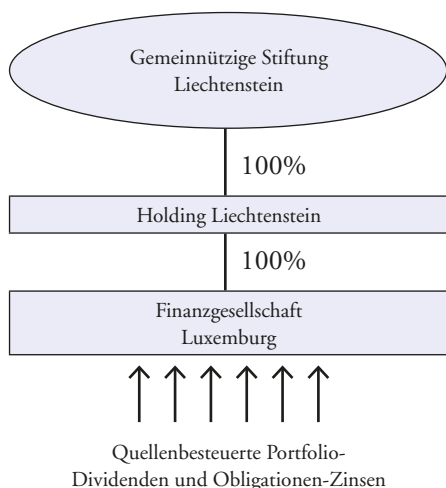 Gemeinnützige Stiftung
Liechtenstein
100%
Holding Liechtenstein
100%
Finanzgesellschaft
Luxemburg
Quellenbesteuerte Portfolio-
Dividenden und Obligationen-Zinsen